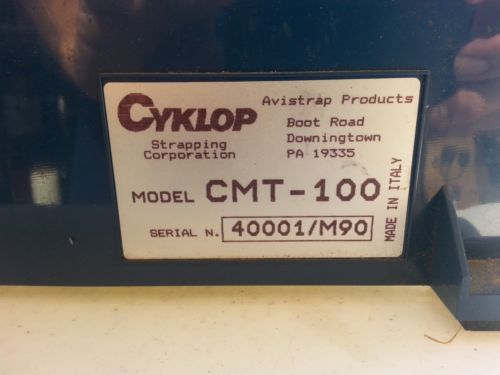 CYKLOP
Strapping
Corporation
Avistrap Products
Boot Road
Downingtown
PA 19335
MODEL CMT-100
SERIAL N. 40001/M90
MADE IN ITALY